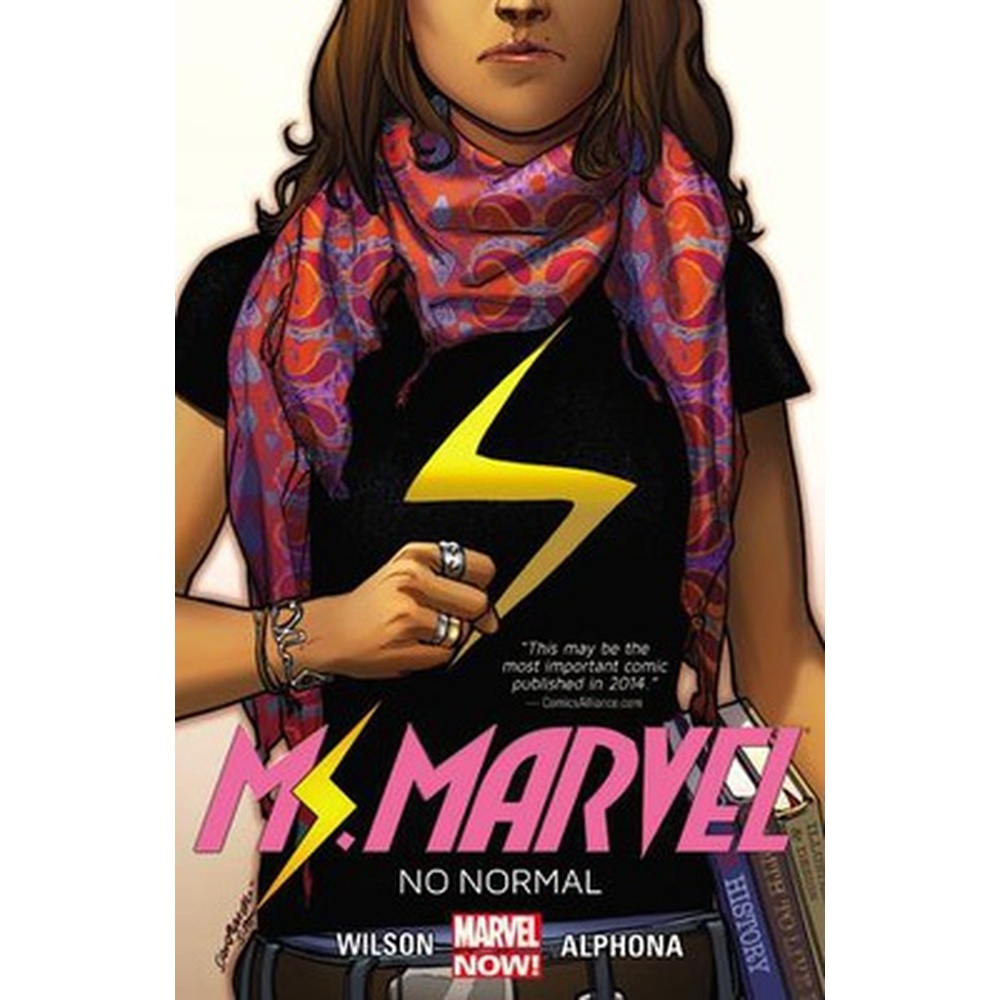 "This may be the
most important comic
published in 2014."
— ComicsAlliance.com
Ms. MARVEL
NO NORMAL
WILSON
MARVEL
NOW!
ALPHONA
HISTORY